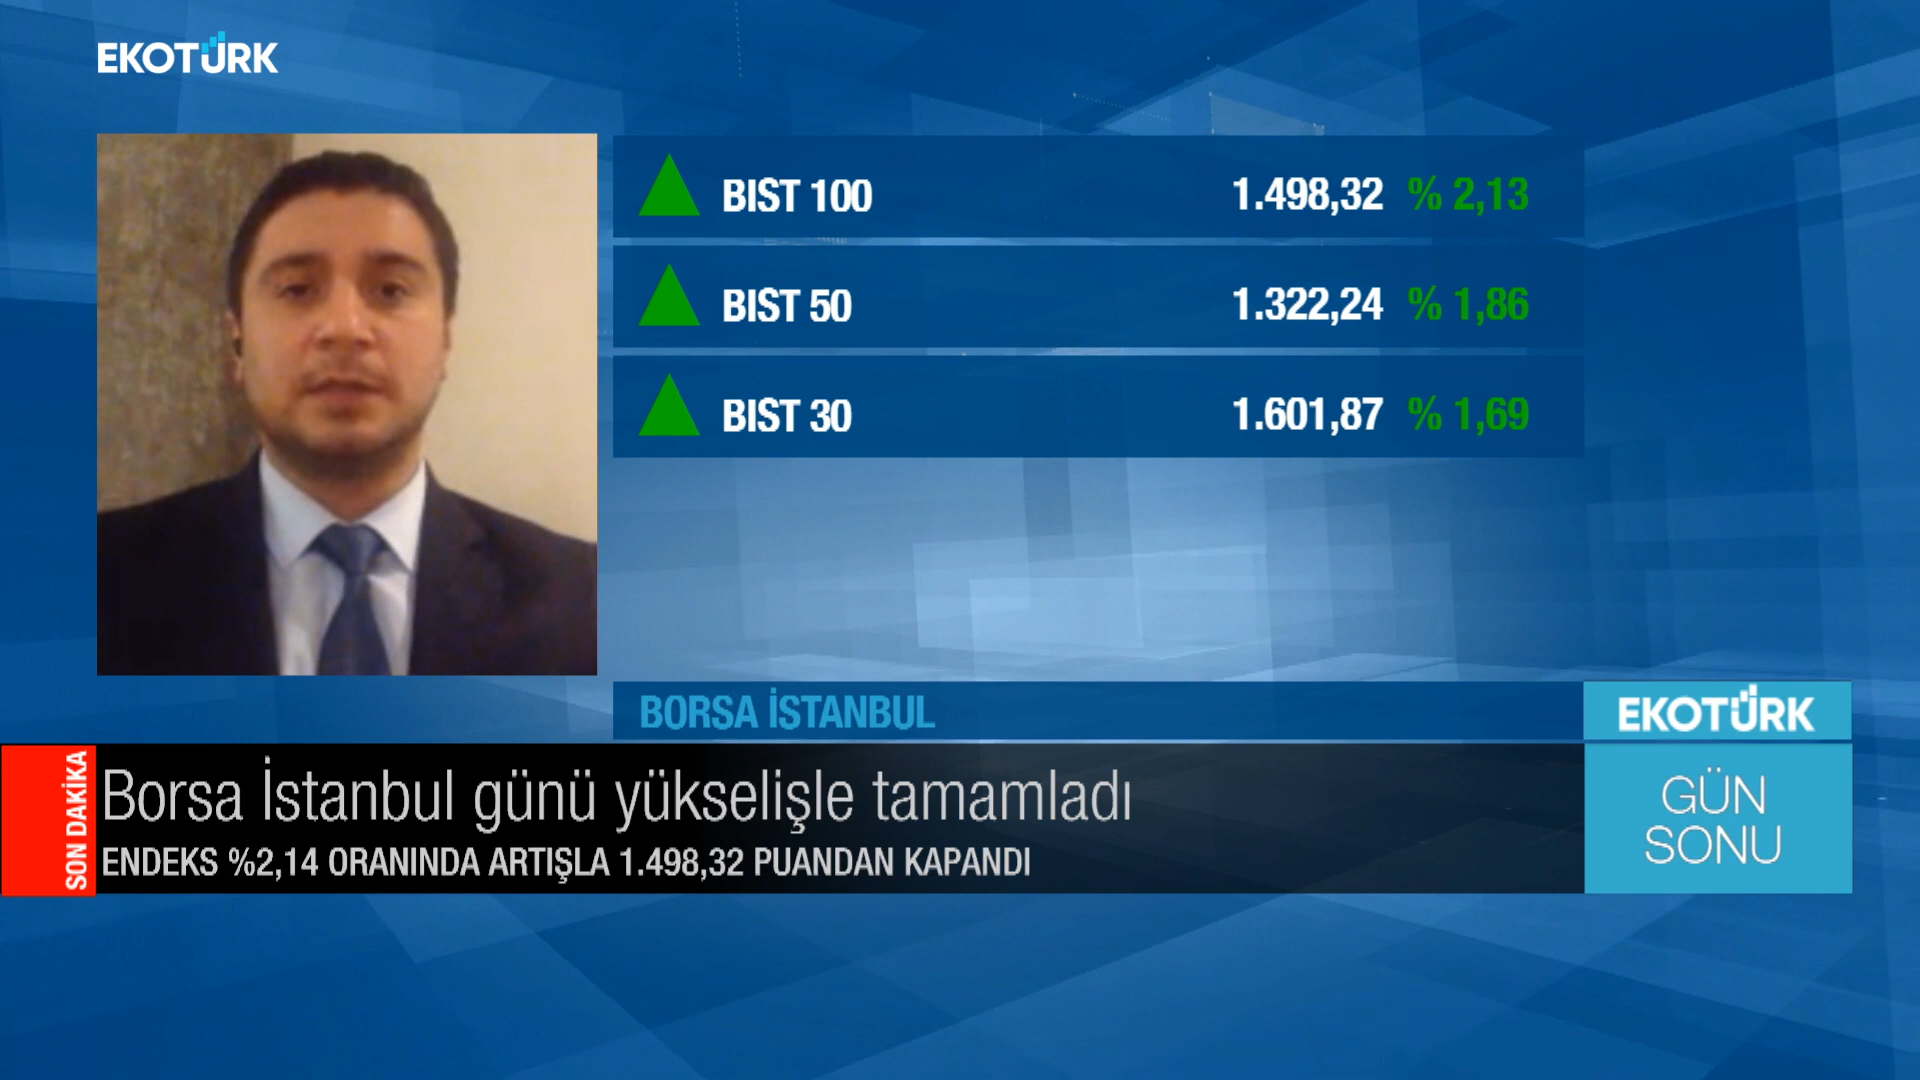 EKOTÜRK
BIST 100 1.498,32 % 2,13
BIST 50 1.322,24 % 1,86
BIST 30 1.601,87 % 1,69
BORSA İSTANBUL
EKOTÜRK
SON DAKİKA
Borsa İstanbul günü yükselişle tamamladı
ENDEKS %2,14 ORANINDA ARTIŞLA 1.498,32 PUANDAN KAPANDI
GÜN
SONU